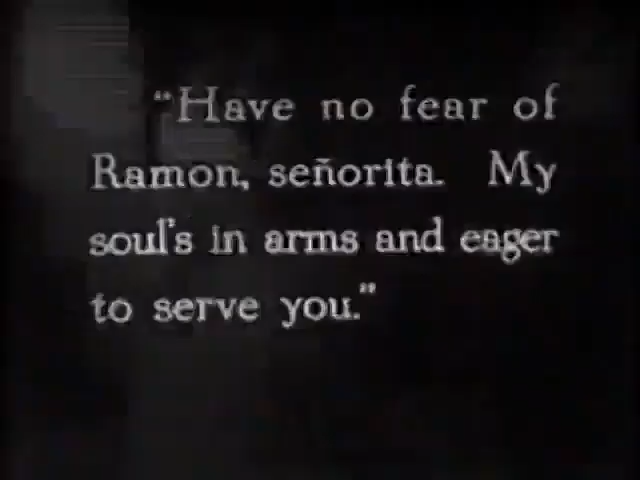 "Have no fear of
Ramon, señorita. My
soul's in arms and eager
to serve you."